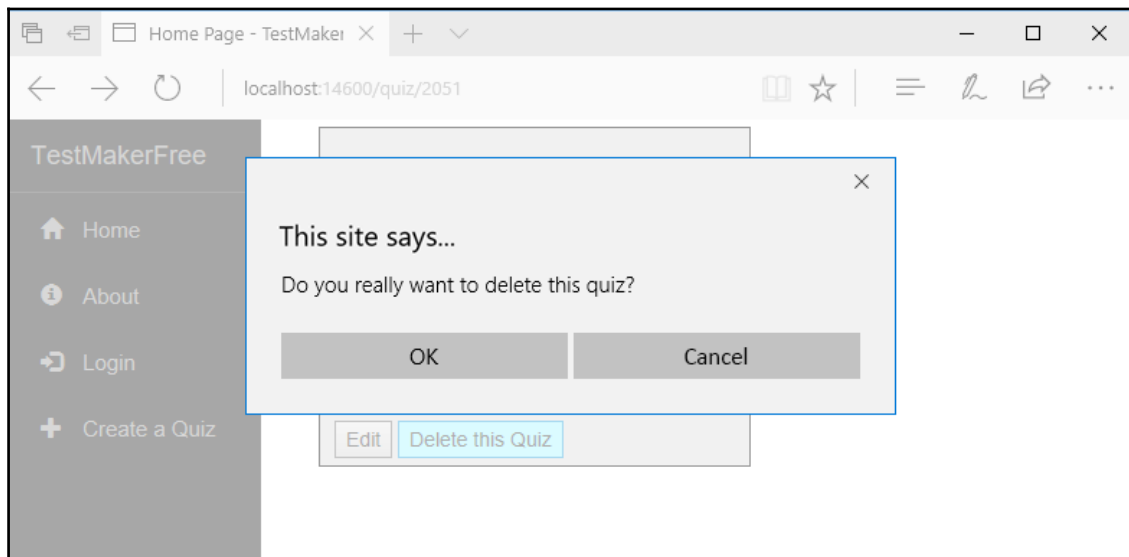 Home Page - TestMaker
localhost:14600/quiz/2051
TestMakerFree
Home
About
Login
Create a Quiz
This site says...
Do you really want to delete this quiz?
OK
Cancel
Edit
Delete this Quiz